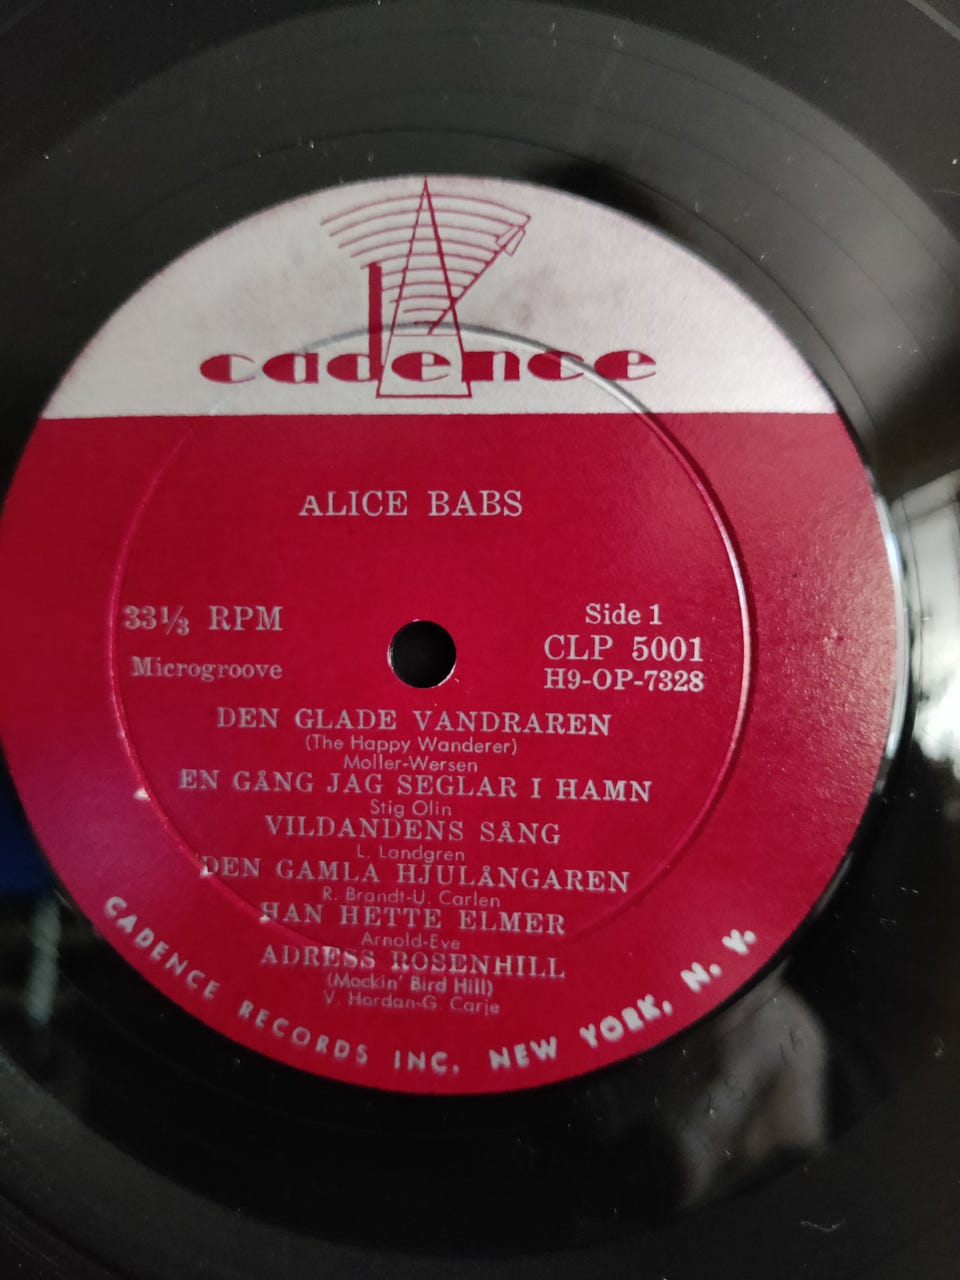 cadence
ALICE BABS
33⅓ RPM
Microgroove
Side 1
CLP 5001
H9-OP-7328
DEN GLADE VANDRAREN
(The Happy Wanderer)
Moller-Wersen
EN GÅNG JAG SEGLAR I HAMN
Stig Olin
VILDANDENS SÅNG
L. Landgren
DEN GAMLA HJULÅNGAREN
R. Brandt-U. Carlen
HAN HETTE ELMER
Arnold-Eve
ADRESS ROSENHILL
(Mockin' Bird Hill)
V. Hordan-G. Carje
CADENCE RECORDS INC. NEW YORK, N. Y.